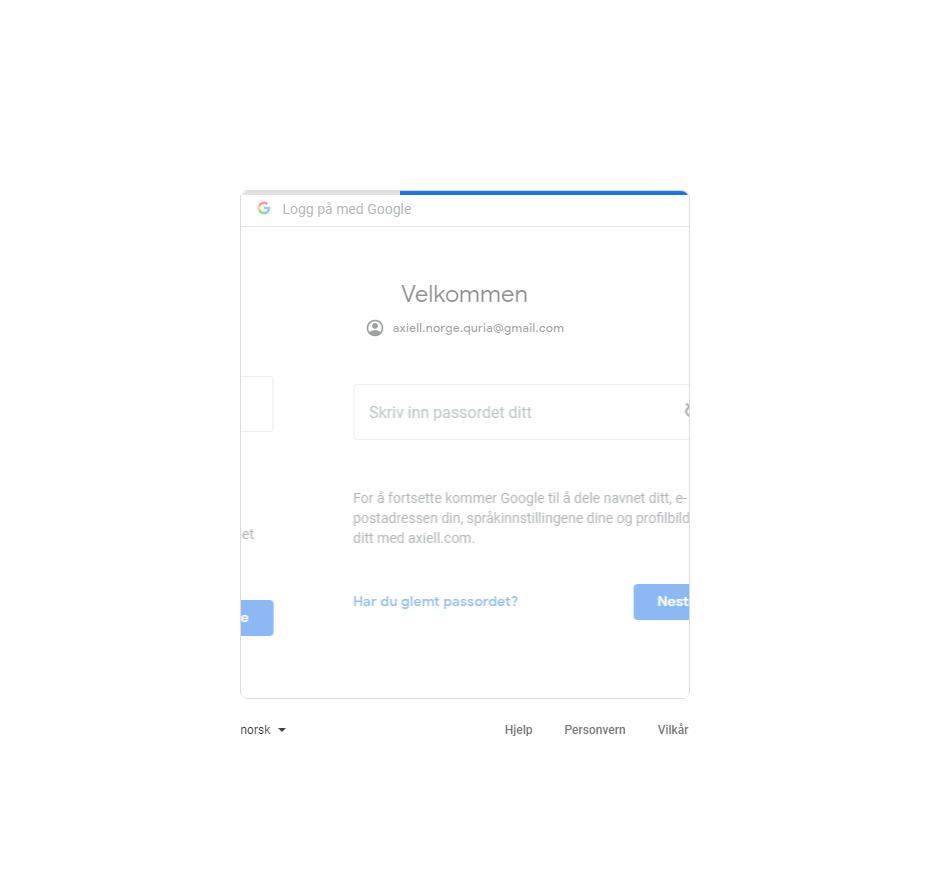 Logg på med Google
Velkommen
axiell.norge.quria@gmail.com
Skriv inn passordet ditt
For å fortsette kommer Google til å dele navnet ditt, e-
postadressen din, språkinnstillingene dine og profilbild
ditt med axiell.com.
et
Har du glemt passordet?
Nest
e
norsk
Hjelp
Personvern
Vilkår